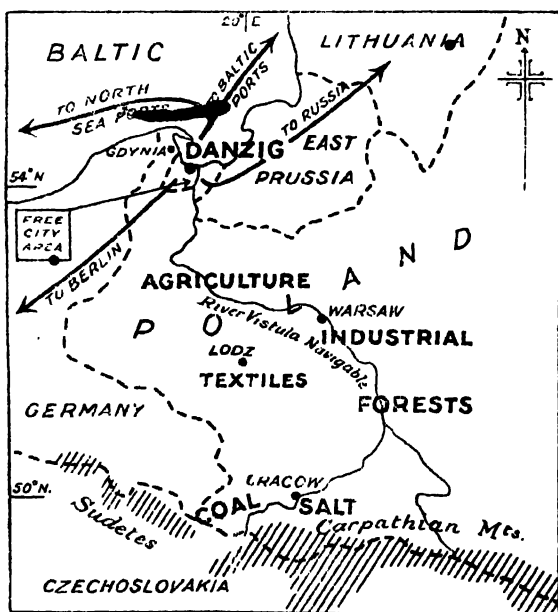 20° E
BALTIC
LITHUANIA
N
TO NORTH
SEA PORTS
TO BALTIC
PORTS
TO RUSSIA
GDYNIA
DANZIG
EAST
PRUSSIA
54°N
FREE
CITY
AREA
TO BERLIN
POLAND
AGRICULTURE
River Vistula Navigable
WARSAW
INDUSTRIAL
LODZ
TEXTILES
FORESTS
GERMANY
50°N.
CRACOW
COAL
SALT
Sudetes
Carpathian Mts.
CZECHOSLOVAKIA